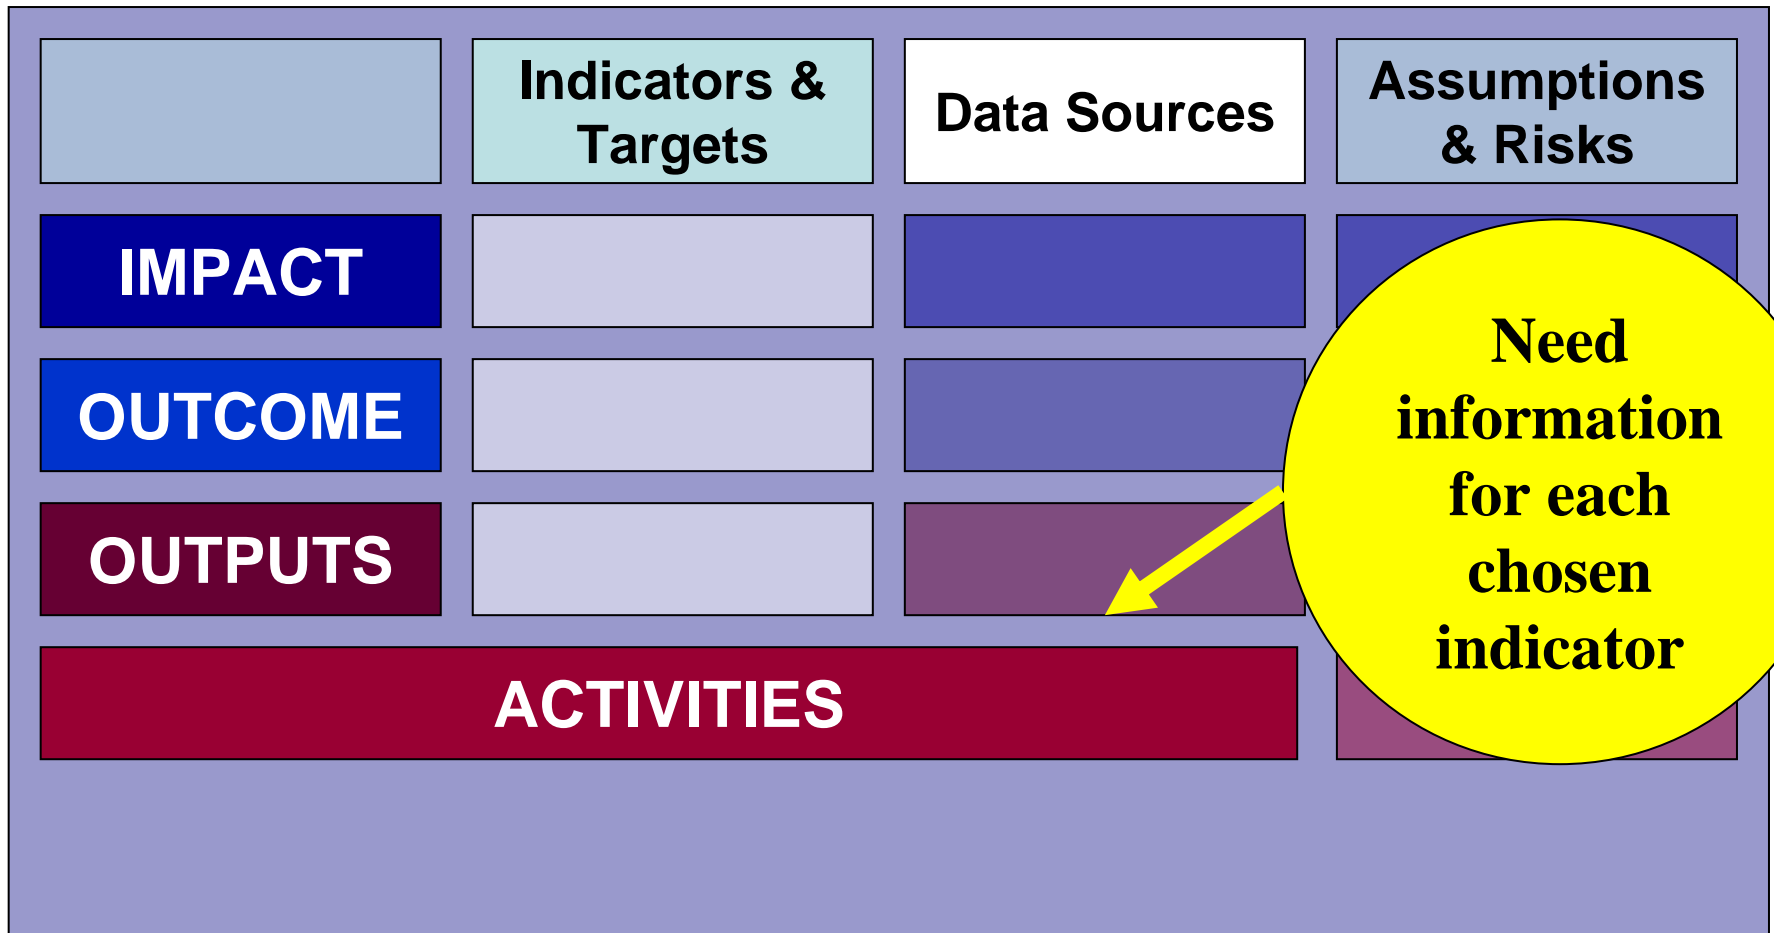 Indicators &
Targets
Data Sources
Assumptions
& Risks
IMPACT
OUTCOME
OUTPUTS
ACTIVITIES
Need
information
for each
chosen
indicator